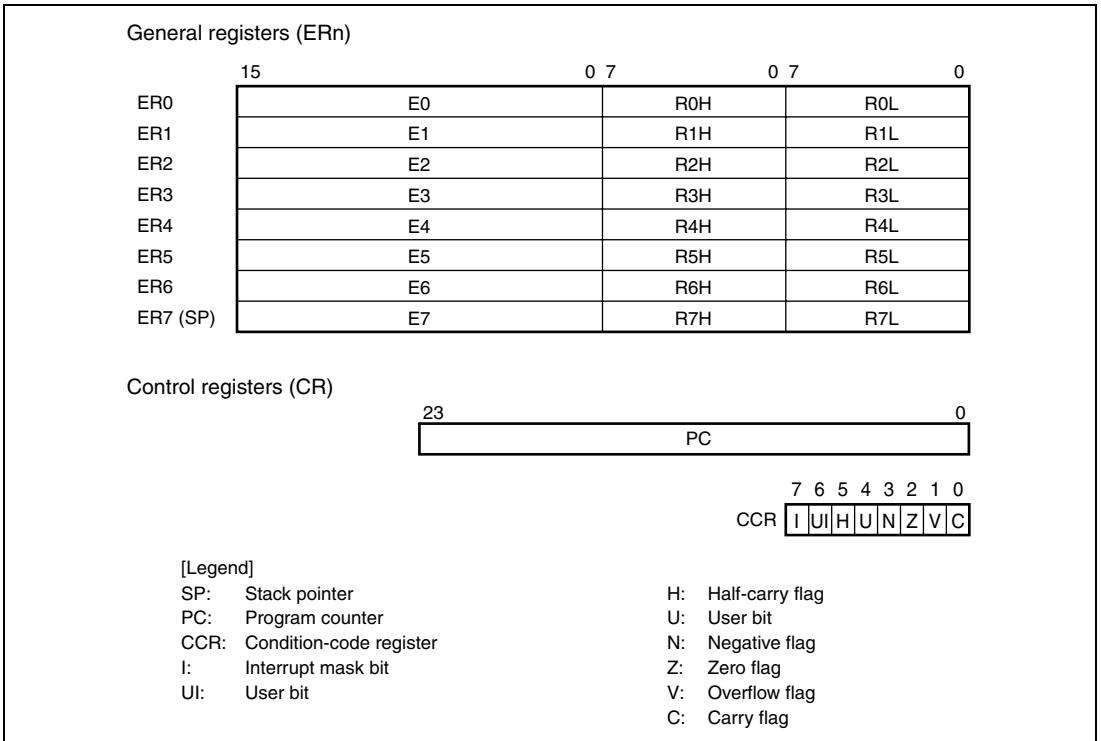 General registers (ERn)
15 0 7 0 7 0
ER0 E0 R0H R0L
ER1 E1 R1H R1L
ER2 E2 R2H R2L
ER3 E3 R3H R3L
ER4 E4 R4H R4L
ER5 E5 R5H R5L
ER6 E6 R6H R6L
ER7 (SP) E7 R7H R7L
Control registers (CR)
23 0
PC
7 6 5 4 3 2 1 0
CCR I UI H U N Z V C
[Legend]
SP: Stack pointer
PC: Program counter
CCR: Condition-code register
I: Interrupt mask bit
UI: User bit
H: Half-carry flag
U: User bit
N: Negative flag
Z: Zero flag
V: Overflow flag
C: Carry flag